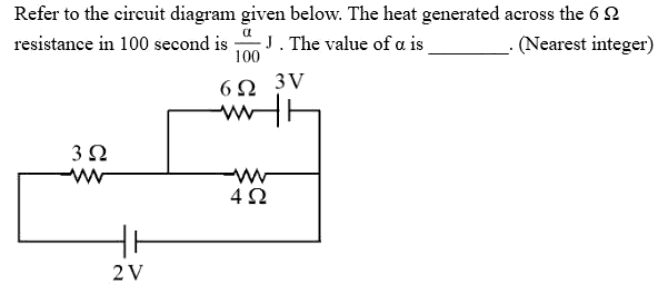 Refer to the circuit diagram given below. The heat generated across the 6 Ω
resistance in 100 second is α/100 J . The value of α is ________. (Nearest integer)
6 Ω 3V
3 Ω
4 Ω
2 V